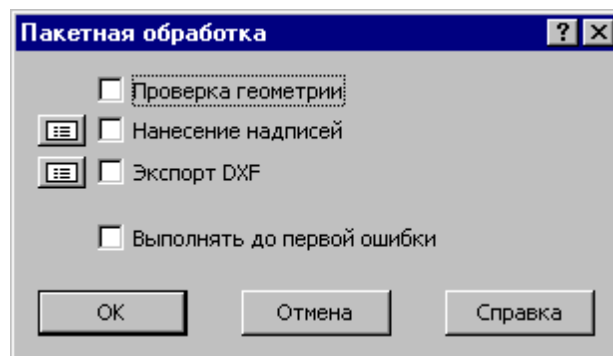 Пакетная обработка
Проверка геометрии
Нанесение надписей
Экспорт DXF
Выполнять до первой ошибки
OK Отмена Справка